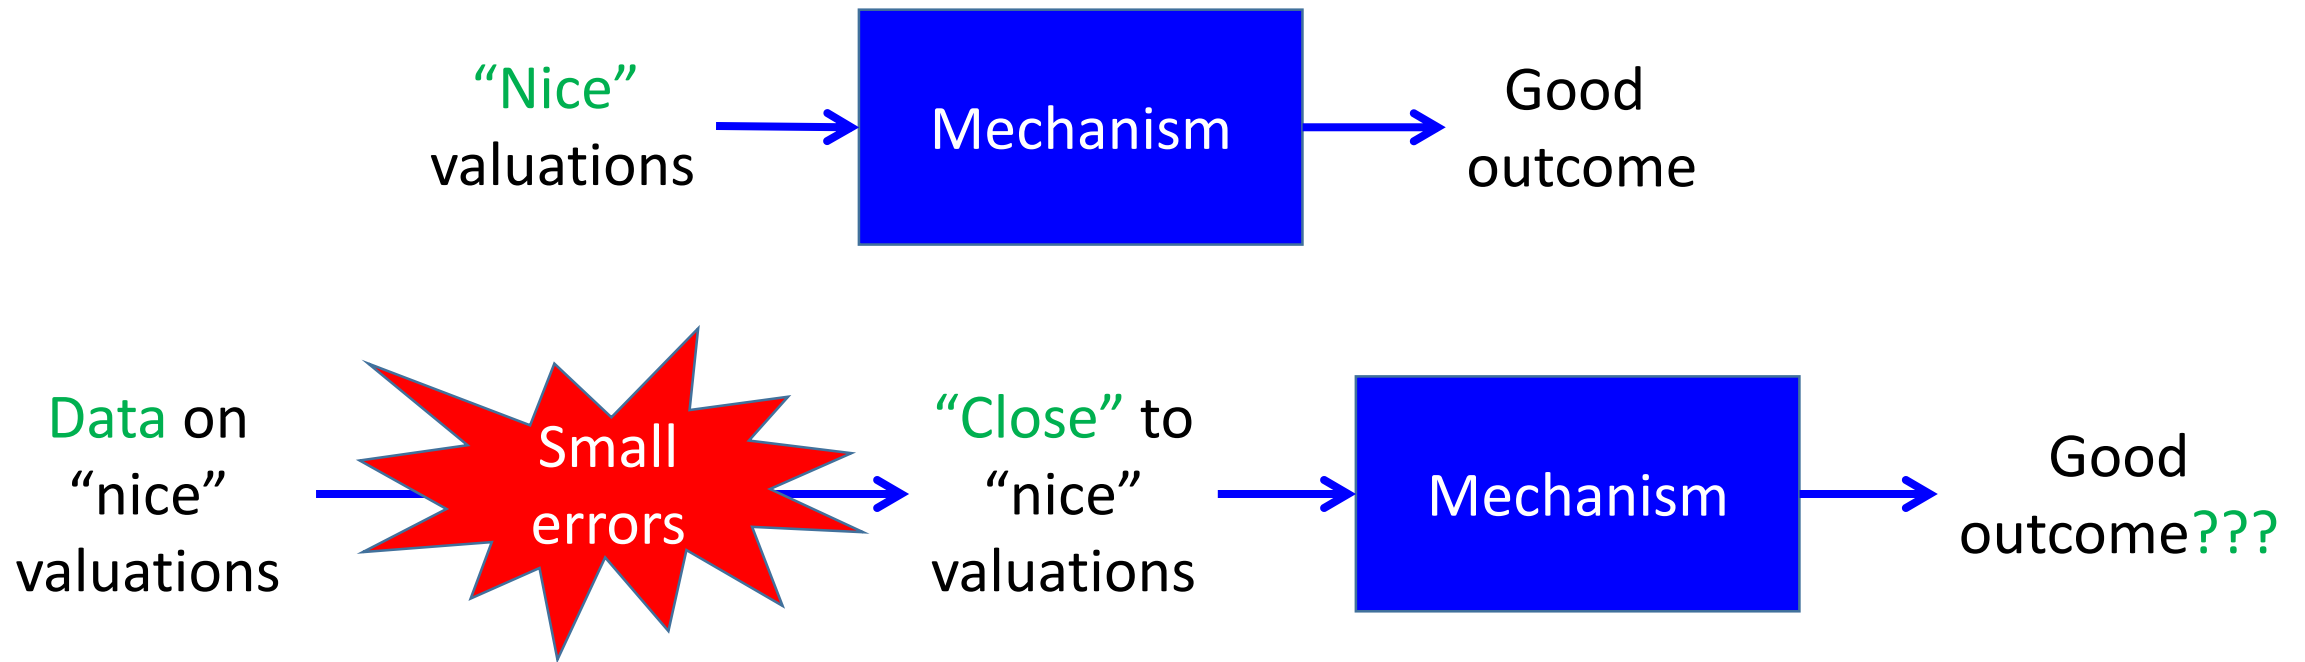 “Nice”
valuations
Mechanism
Good
outcome
Data on
“nice”
valuations
Small
errors
“Close” to
“nice”
valuations
Mechanism
Good
outcome???